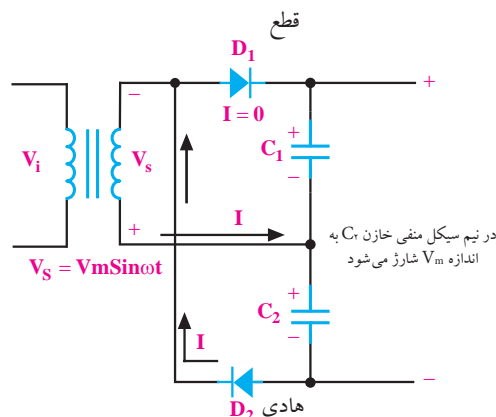 قطع
D₁
I = 0
+
−
+
C₁
−
Vᵢ
Vₛ
+
I
I
در نیم سیکل منفی خازن C۲ به
اندازه Vₘ شارژ می‌شود
V_S = VmSinωt
+
C₂
−
−
D₂ هادی